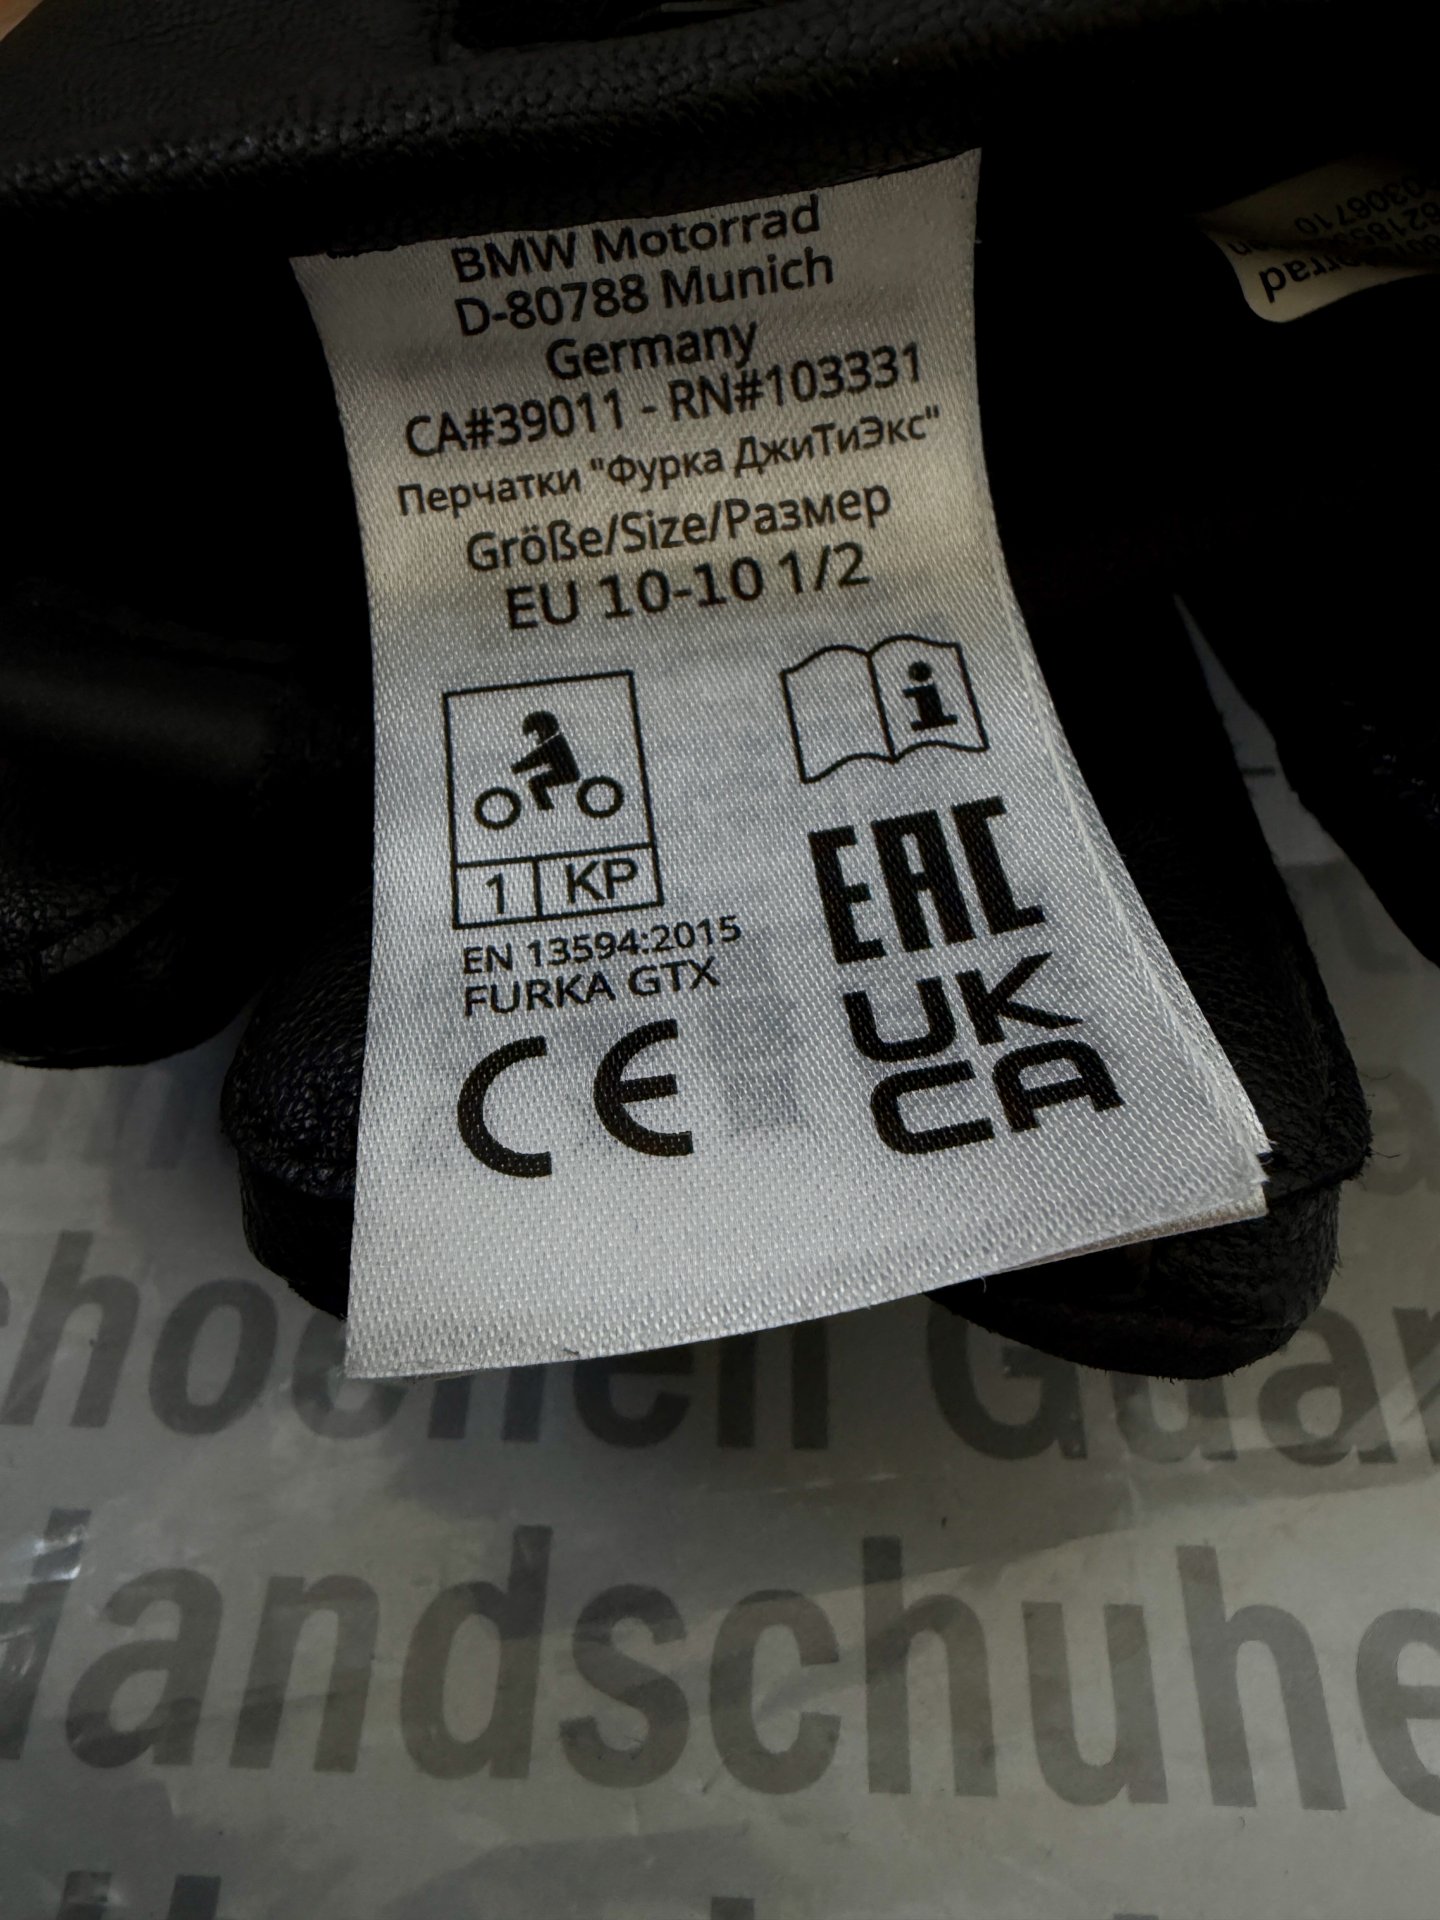 BMW Motorrad
D-80788 Munich
Germany
CA#39011 - RN#103331
Перчатки "Фурка ДжиТиЭкс"
Größe/Size/Размер
EU 10-10 1/2
i
1 KP
EN 13594:2015
FURKA GTX
CE
EAC
UK
CA